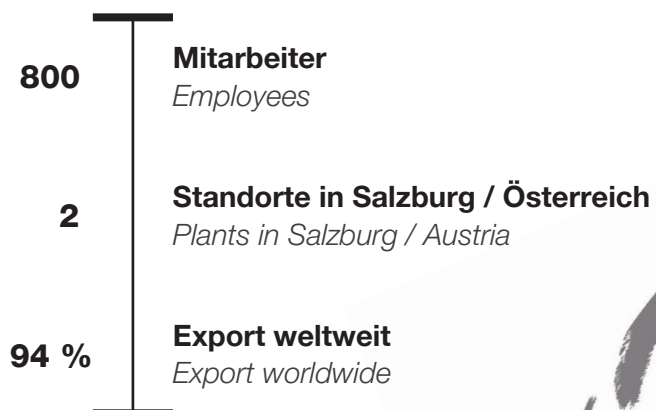 800
Mitarbeiter
Employees
2
Standorte in Salzburg / Österreich
Plants in Salzburg / Austria
94 %
Export weltweit
Export worldwide